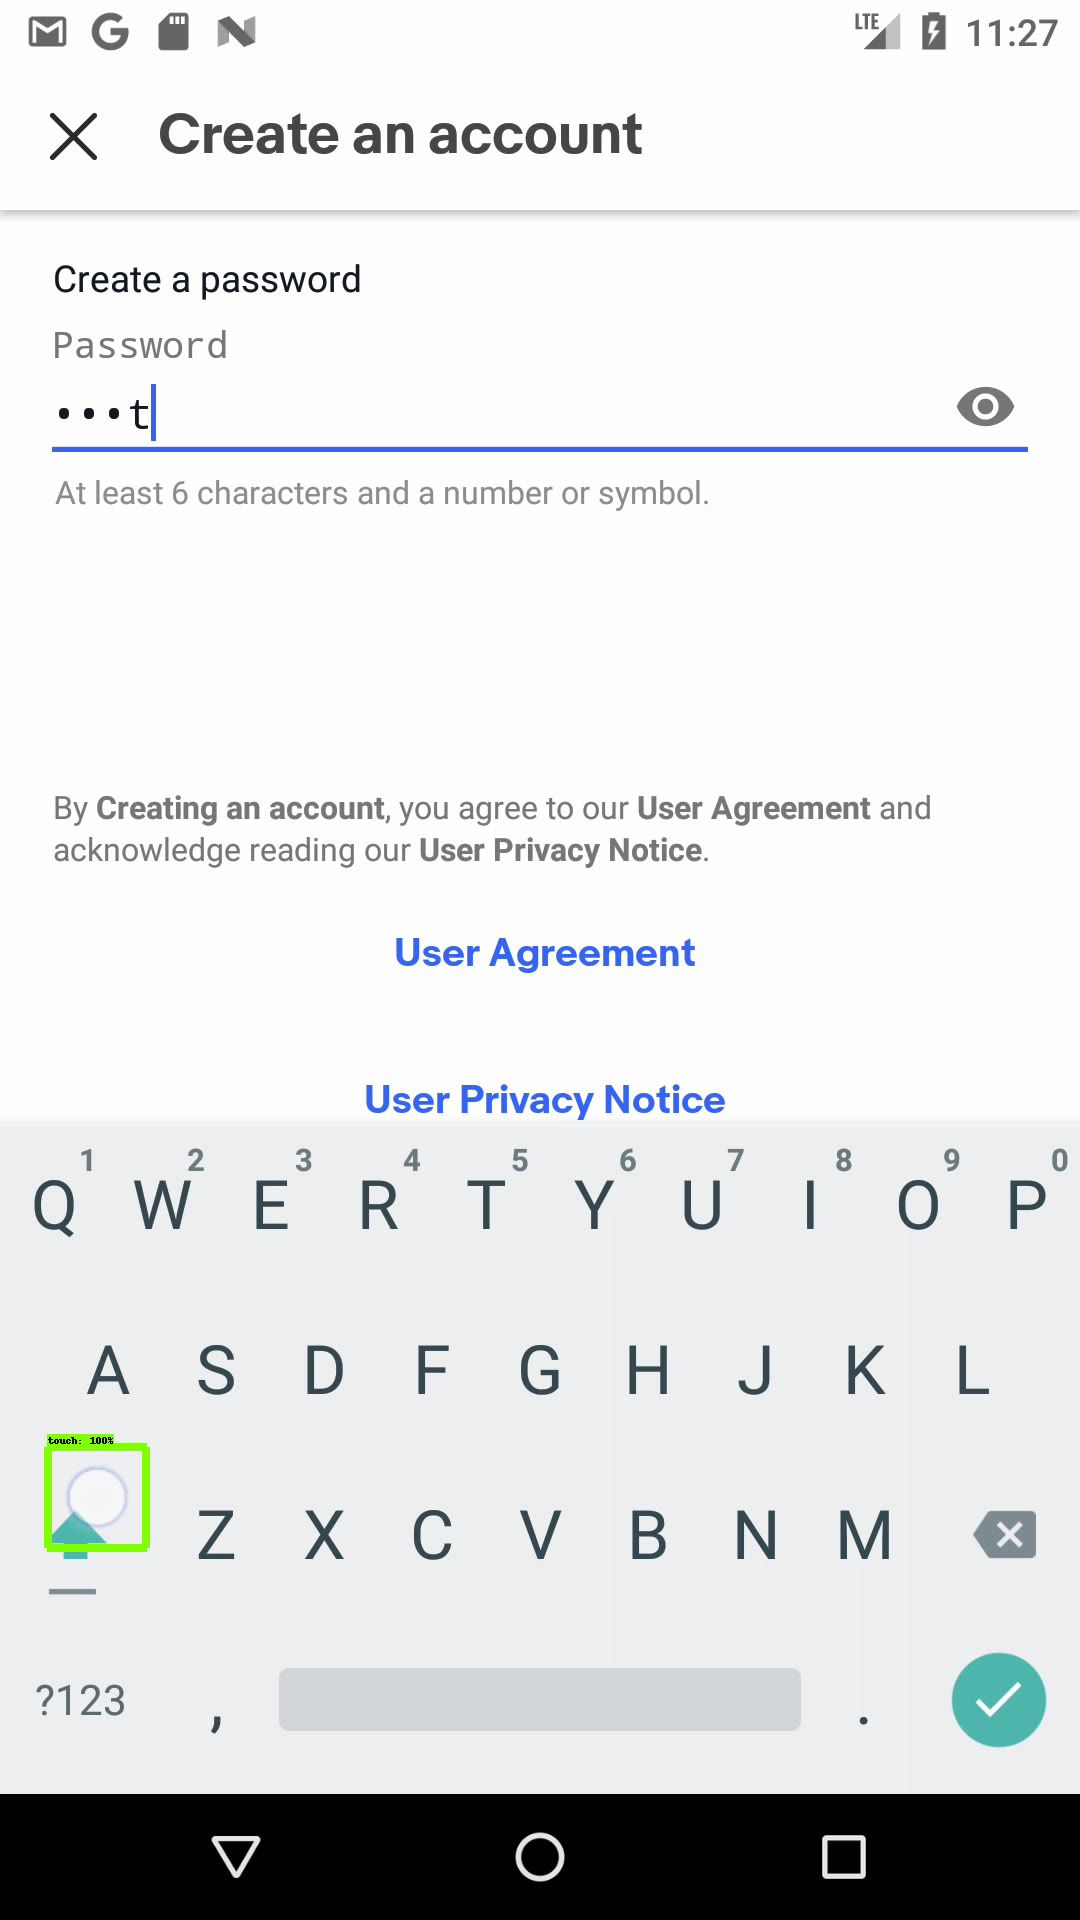 LTE 11:27
Create an account
Create a password
Password
•••t
At least 6 characters and a number or symbol.
By Creating an account, you agree to our User Agreement and
acknowledge reading our User Privacy Notice.
User Agreement
User Privacy Notice
1 2 3 4 5 6 7 8 9 0
Q W E R T Y U I O P
A S D F G H J K L
touch: 100%
Z X C V B N M
?123 , .